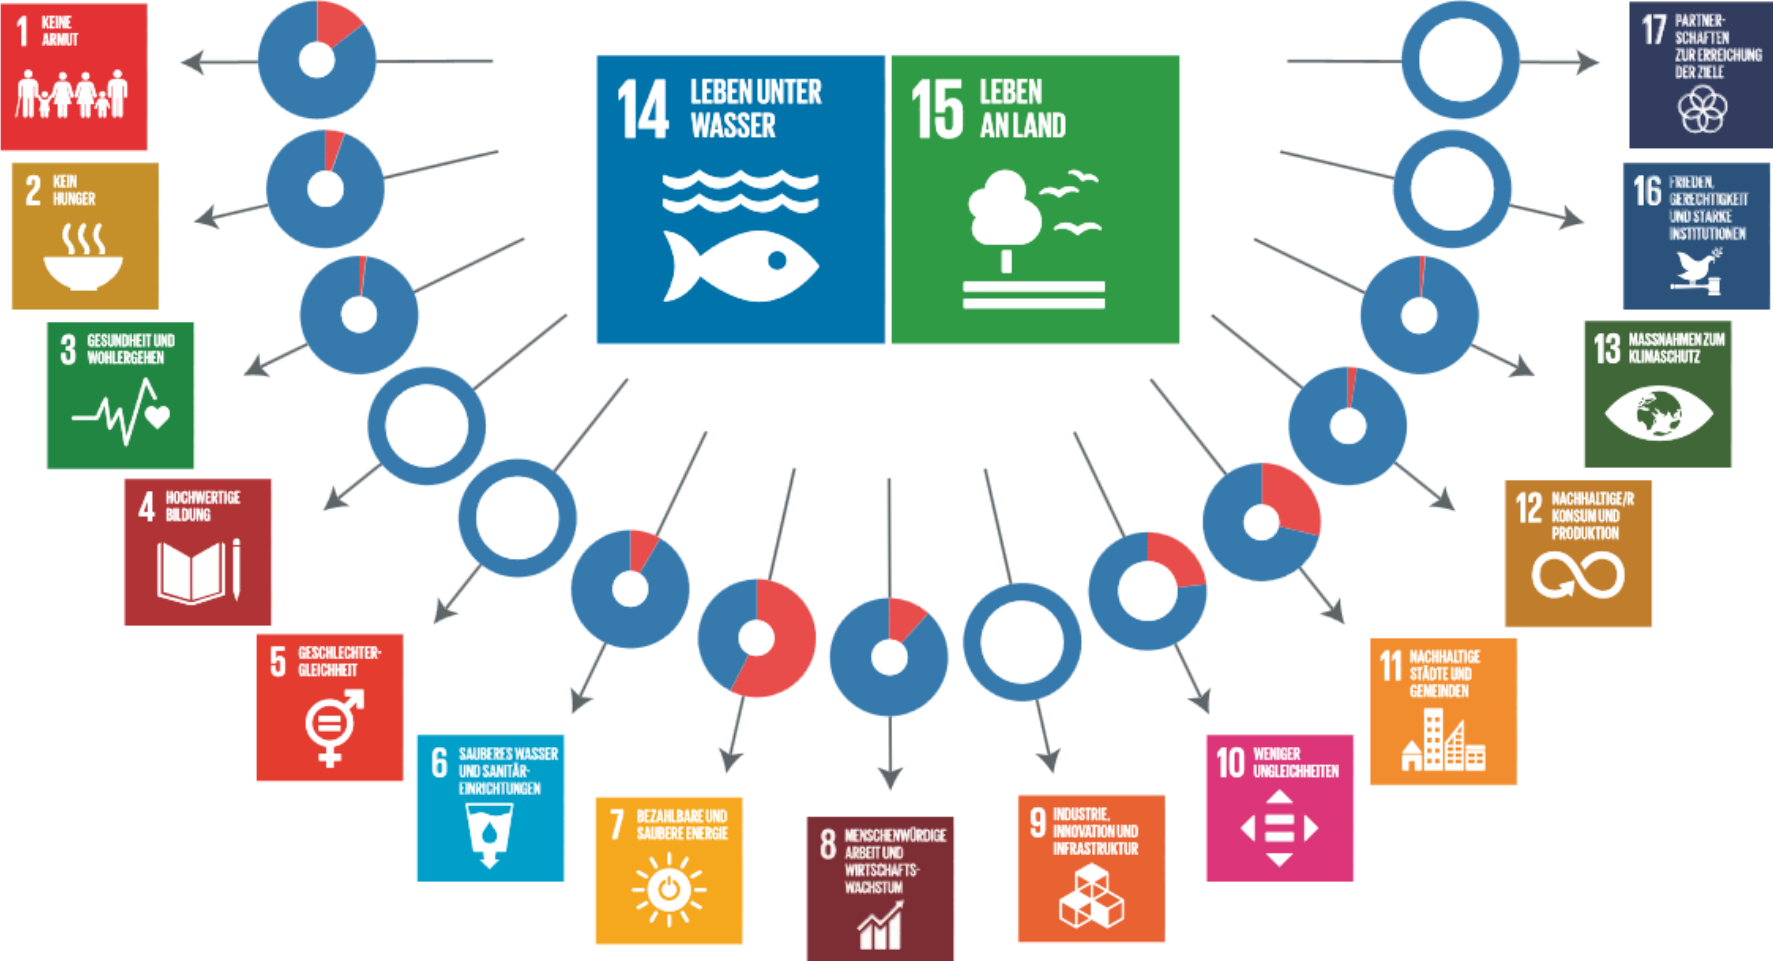 1 KEINE
ARMUT
2 KEIN
HUNGER
3 GESUNDHEIT UND
WOHLERGEHEN
4 HOCHWERTIGE
BILDUNG
5 GESCHLECHTER-
GLEICHHEIT
6 SAUBERES WASSER
UND SANITÄR-
EINRICHTUNGEN
7 BEZAHLBARE UND
SAUBERE ENERGIE
8 MENSCHENWÜRDIGE
ARBEIT UND
WIRTSCHAFTS-
WACHSTUM
9 INDUSTRIE,
INNOVATION UND
INFRASTRUKTUR
10 WENIGER
UNGLEICHHEITEN
11 NACHHALTIGE
STÄDTE UND
GEMEINDEN
12 NACHHALTIGE/R
KONSUM UND
PRODUKTION
13 MASSNAHMEN ZUM
KLIMASCHUTZ
14 LEBEN UNTER
WASSER
15 LEBEN
AN LAND
16 FRIEDEN,
GERECHTIGKEIT
UND STARKE
INSTITUTIONEN
17 PARTNER-
SCHAFTEN
ZUR ERREICHUNG
DER ZIELE